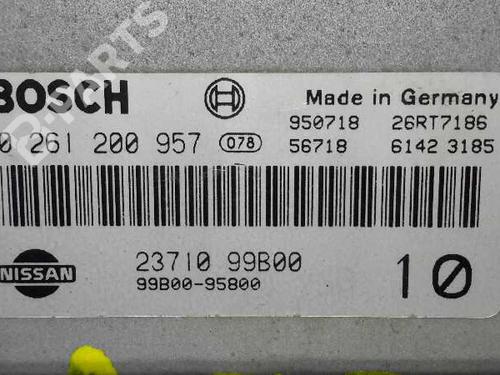 B-PARTS
BOSCH
Made in Germany
0 261 200 957 078
950718 26RT7186
56718 6142 3185
NISSAN
23710 99B00
99B00-95800
10